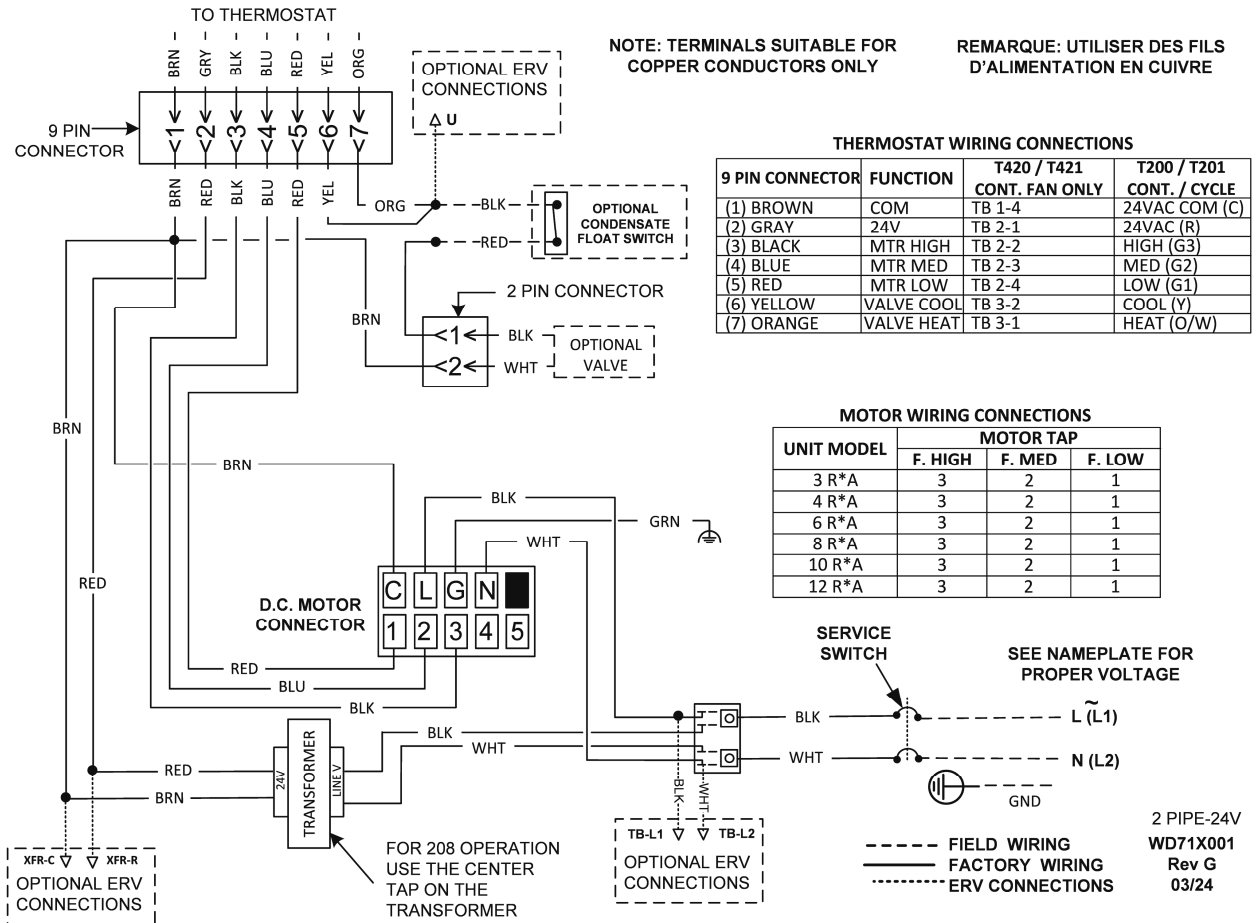 TO THERMOSTAT
BRN GRY BLK BLU RED YEL ORG
9 PIN
CONNECTOR
<1 <2 <3 <4 <5 <6 <7
BRN RED BLK BLU RED YEL
ORG
OPTIONAL ERV
CONNECTIONS
U
NOTE: TERMINALS SUITABLE FOR
COPPER CONDUCTORS ONLY
REMARQUE: UTILISER DES FILS
D'ALIMENTATION EN CUIVRE
BLK
RED
OPTIONAL
CONDENSATE
FLOAT SWITCH
2 PIN CONNECTOR
<1 BLK
<2 WHT
OPTIONAL
VALVE
BRN
THERMOSTAT WIRING CONNECTIONS
9 PIN CONNECTOR FUNCTION T420 / T421 CONT. FAN ONLY T200 / T201 CONT. / CYCLE
(1) BROWN COM TB 1-4 24VAC COM (C)
(2) GRAY 24V TB 2-1 24VAC (R)
(3) BLACK MTR HIGH TB 2-2 HIGH (G3)
(4) BLUE MTR MED TB 2-3 MED (G2)
(5) RED MTR LOW TB 2-4 LOW (G1)
(6) YELLOW VALVE COOL TB 3-2 COOL (Y)
(7) ORANGE VALVE HEAT TB 3-1 HEAT (O/W)
MOTOR WIRING CONNECTIONS
UNIT MODEL MOTOR TAP
F. HIGH F. MED F. LOW
3 R*A 3 2 1
4 R*A 3 2 1
6 R*A 3 2 1
8 R*A 3 2 1
10 R*A 3 2 1
12 R*A 3 2 1
BRN
BRN
RED
BLK
GRN
WHT
D.C. MOTOR
CONNECTOR
C L G N
1 2 3 4 5
RED
BLU
BLK
BLK
WHT
RED
BRN
24V
TRANSFORMER
LINE V
FOR 208 OPERATION
USE THE CENTER
TAP ON THE
TRANSFORMER
XFR-C XFR-R
OPTIONAL ERV
CONNECTIONS
BLK WHT
TB-L1 TB-L2
OPTIONAL ERV
CONNECTIONS
SERVICE
SWITCH
SEE NAMEPLATE FOR
PROPER VOLTAGE
BLK
L (L1)
~
WHT
N (L2)
GND
FIELD WIRING
FACTORY WIRING
ERV CONNECTIONS
2 PIPE-24V
WD71X001
Rev G
03/24